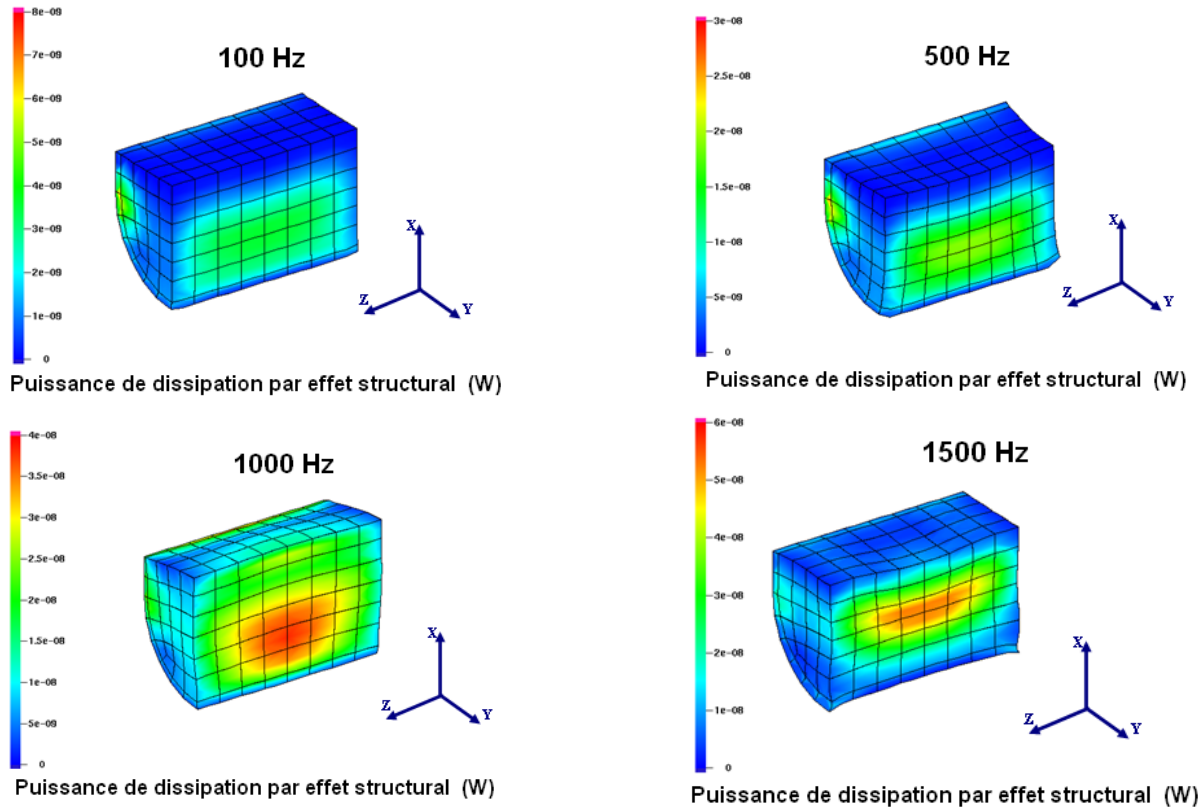 8e-09
7e-09
6e-09
5e-09
4e-09
3e-09
2e-09
1e-09
0
100 Hz
X
Z
Y
Puissance de dissipation par effet structural (W)
3e-08
2.5e-08
2e-08
1.5e-08
1e-08
5e-09
0
500 Hz
X
Z
Y
Puissance de dissipation par effet structural (W)
4e-08
3.5e-08
3e-08
2.5e-08
2e-08
1.5e-08
1e-08
5e-09
0
1000 Hz
X
Z
Y
Puissance de dissipation par effet structural (W)
6e-08
5e-08
4e-08
3e-08
2e-08
1e-08
0
1500 Hz
X
Z
Y
Puissance de dissipation par effet structural (W)